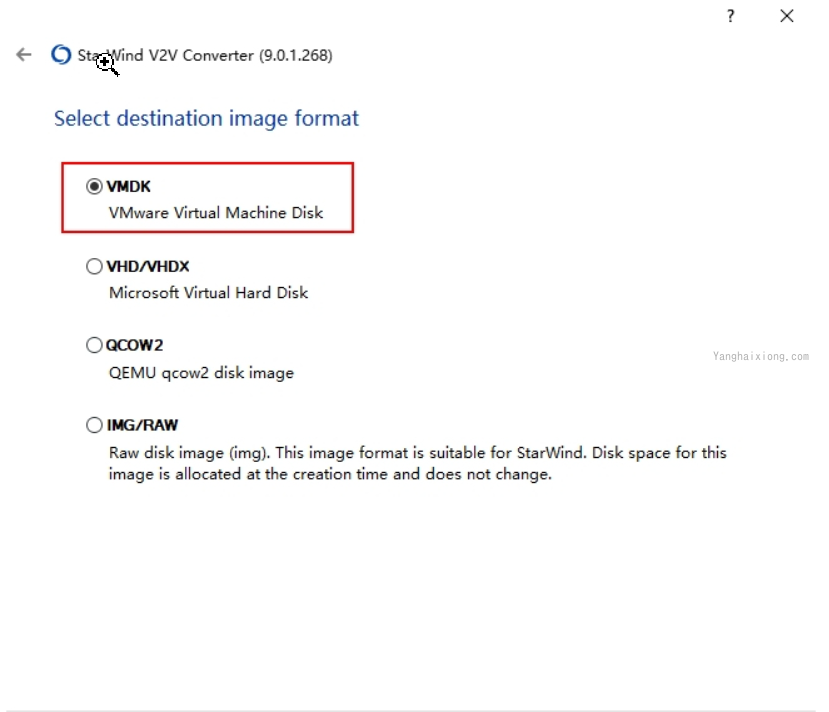 ?
StarWind V2V Converter (9.0.1.268)
Select destination image format
VMDK
VMware Virtual Machine Disk
VHD/VHDX
Microsoft Virtual Hard Disk
QCOW2
Yanghaixiong.com
QEMU qcow2 disk image
IMG/RAW
Raw disk image (img). This image format is suitable for StarWind. Disk space for this
image is allocated at the creation time and does not change.